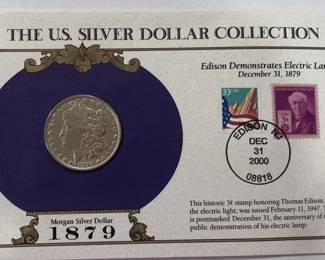 THE U.S. SILVER DOLLAR COLLECTION
Edison Demonstrates Electric Lam
December 31, 1879
33
USA
3¢
EDISON NJ
DEC
31
2000
08818
This historic 3¢ stamp honoring Thomas Edison,
the electric light, was issued February 11, 1947. T
is postmarked December 31, the anniversary of t
public demonstration of his electric lamp
Morgan Silver Dollar
1879